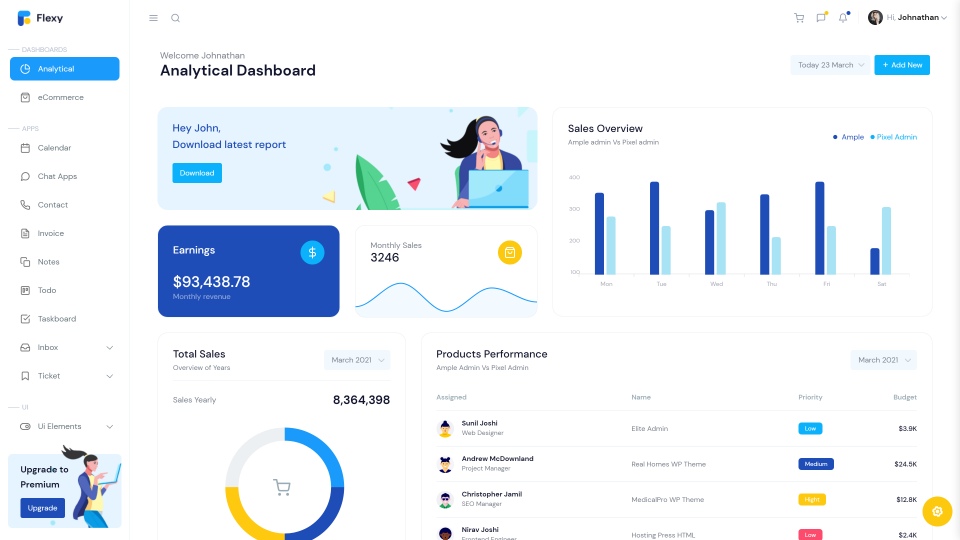 Flexy
Hi, Johnathan
DASHBOARDS
Analytical
eCommerce
APPS
Calendar
Chat Apps
Contact
Invoice
Notes
Todo
Taskboard
Inbox
Ticket
UI
Ui Elements
Upgrade to
Premium
Upgrade
Welcome Johnathan
Analytical Dashboard
Today 23 March
+ Add New
Hey John,
Download latest report
Download
Sales Overview
Ample admin Vs Pixel admin
Ample
Pixel Admin
400
300
200
100
Mon
Tue
Wed
Thu
Fri
Sat
Earnings
$
$93,438.78
Monthly revenue
Monthly Sales
3246
Total Sales
Overview of Years
March 2021
Sales Yearly
8,364,398
Products Performance
Ample Admin Vs Pixel Admin
March 2021
Assigned Name Priority Budget
Sunil Joshi
Web Designer
Elite Admin
Low
$3.9K
Andrew McDownland
Project Manager
Real Homes WP Theme
Medium
$24.5K
Christopher Jamil
SEO Manager
MedicalPro WP Theme
Hight
$12.8K
Nirav Joshi
Frontend Engineer
Hosting Press HTML
Low
$2.4K